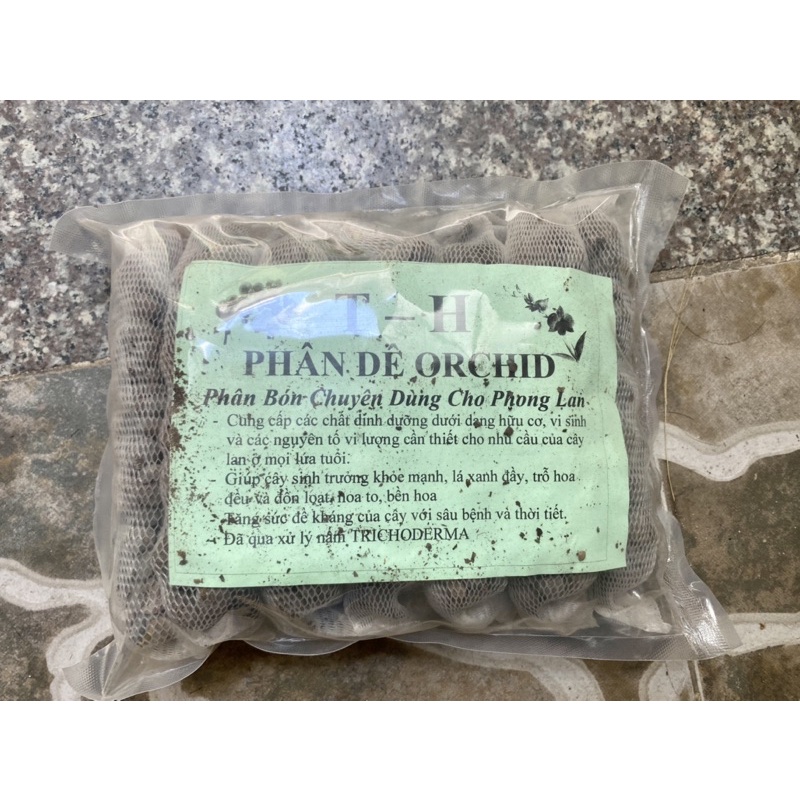 T – H
PHÂN DÊ ORCHID
Phân Bón Chuyên Dùng Cho Phong Lan
- Cung cấp các chất dinh dưỡng dưới dạng hữu cơ, vi sinh
và các nguyên tố vi lượng cần thiết cho nhu cầu của cây
lan ở mọi lứa tuổi.
- Giúp cây sinh trưởng khỏe mạnh, lá xanh đầy, trổ hoa
đều và đồn loạt, hoa to, bền hoa
- Tăng sức đề kháng của cây với sâu bệnh và thời tiết.
- Đã qua xử lý nấm TRICHODERMA